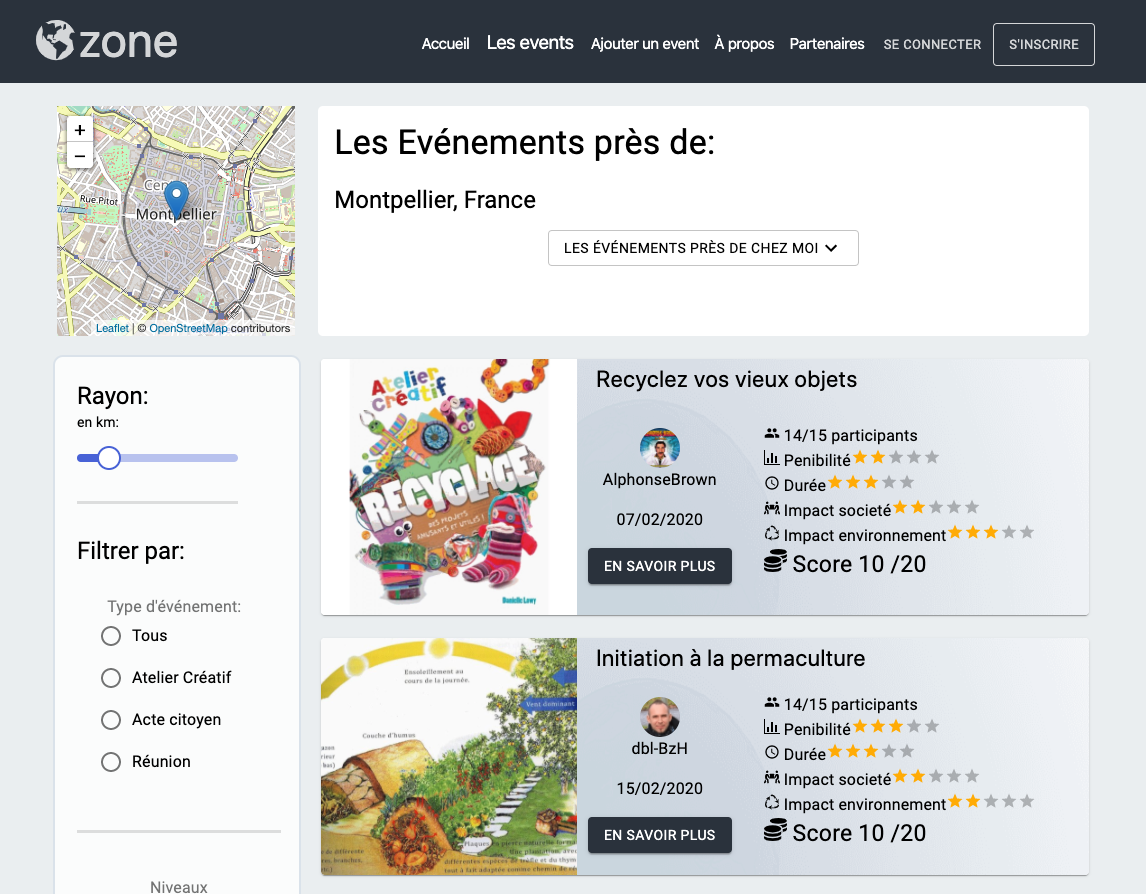 zone
Accueil
Les events
Ajouter un event
À propos
Partenaires
SE CONNECTER
S'INSCRIRE
+
−
Rue Pitot
Cen
Montpellier
Leaflet | © OpenStreetMap contributors
Les Evénements près de:
Montpellier, France
LES ÉVÉNEMENTS PRÈS DE CHEZ MOI
Rayon:
en km:
Filtrer par:
Type d'événement:
Tous
Atelier Créatif
Acte citoyen
Réunion
Niveaux
Atelier
créatif
RECYCLAGE
DES PROJETS
AMUSANTS ET UTILES !
Danielle Lowy
Recyclez vos vieux objets
AlphonseBrown
07/02/2020
EN SAVOIR PLUS
14/15 participants
Penibilité
Durée
Impact societé
Impact environnement
Score 10 /20
Ensoleillement au
cours de la journée.
Vent dominant
Couche d'humus
Initiation à la permaculture
dbl-BzH
15/02/2020
EN SAVOIR PLUS
14/15 participants
Penibilité
Durée
Impact societé
Impact environnement
Score 10 /20